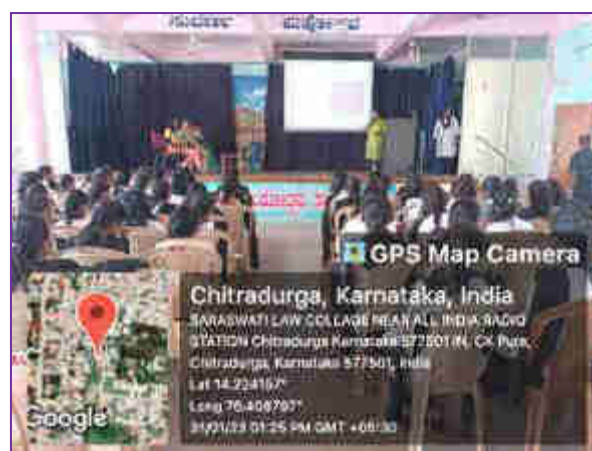 GPS Map Camera
Chitradurga, Karnataka, India
SARASWATI LAW COLLAGE NEAR ALL INDIA RADIO
STATION Chitradurga Karnataka 577501 IN, CK Pura,
Chitradurga, Karnataka 577501, India
Lat 14.224197°
Long 76.406797°
31/01/23 01:25 PM GMT +05:30
Google